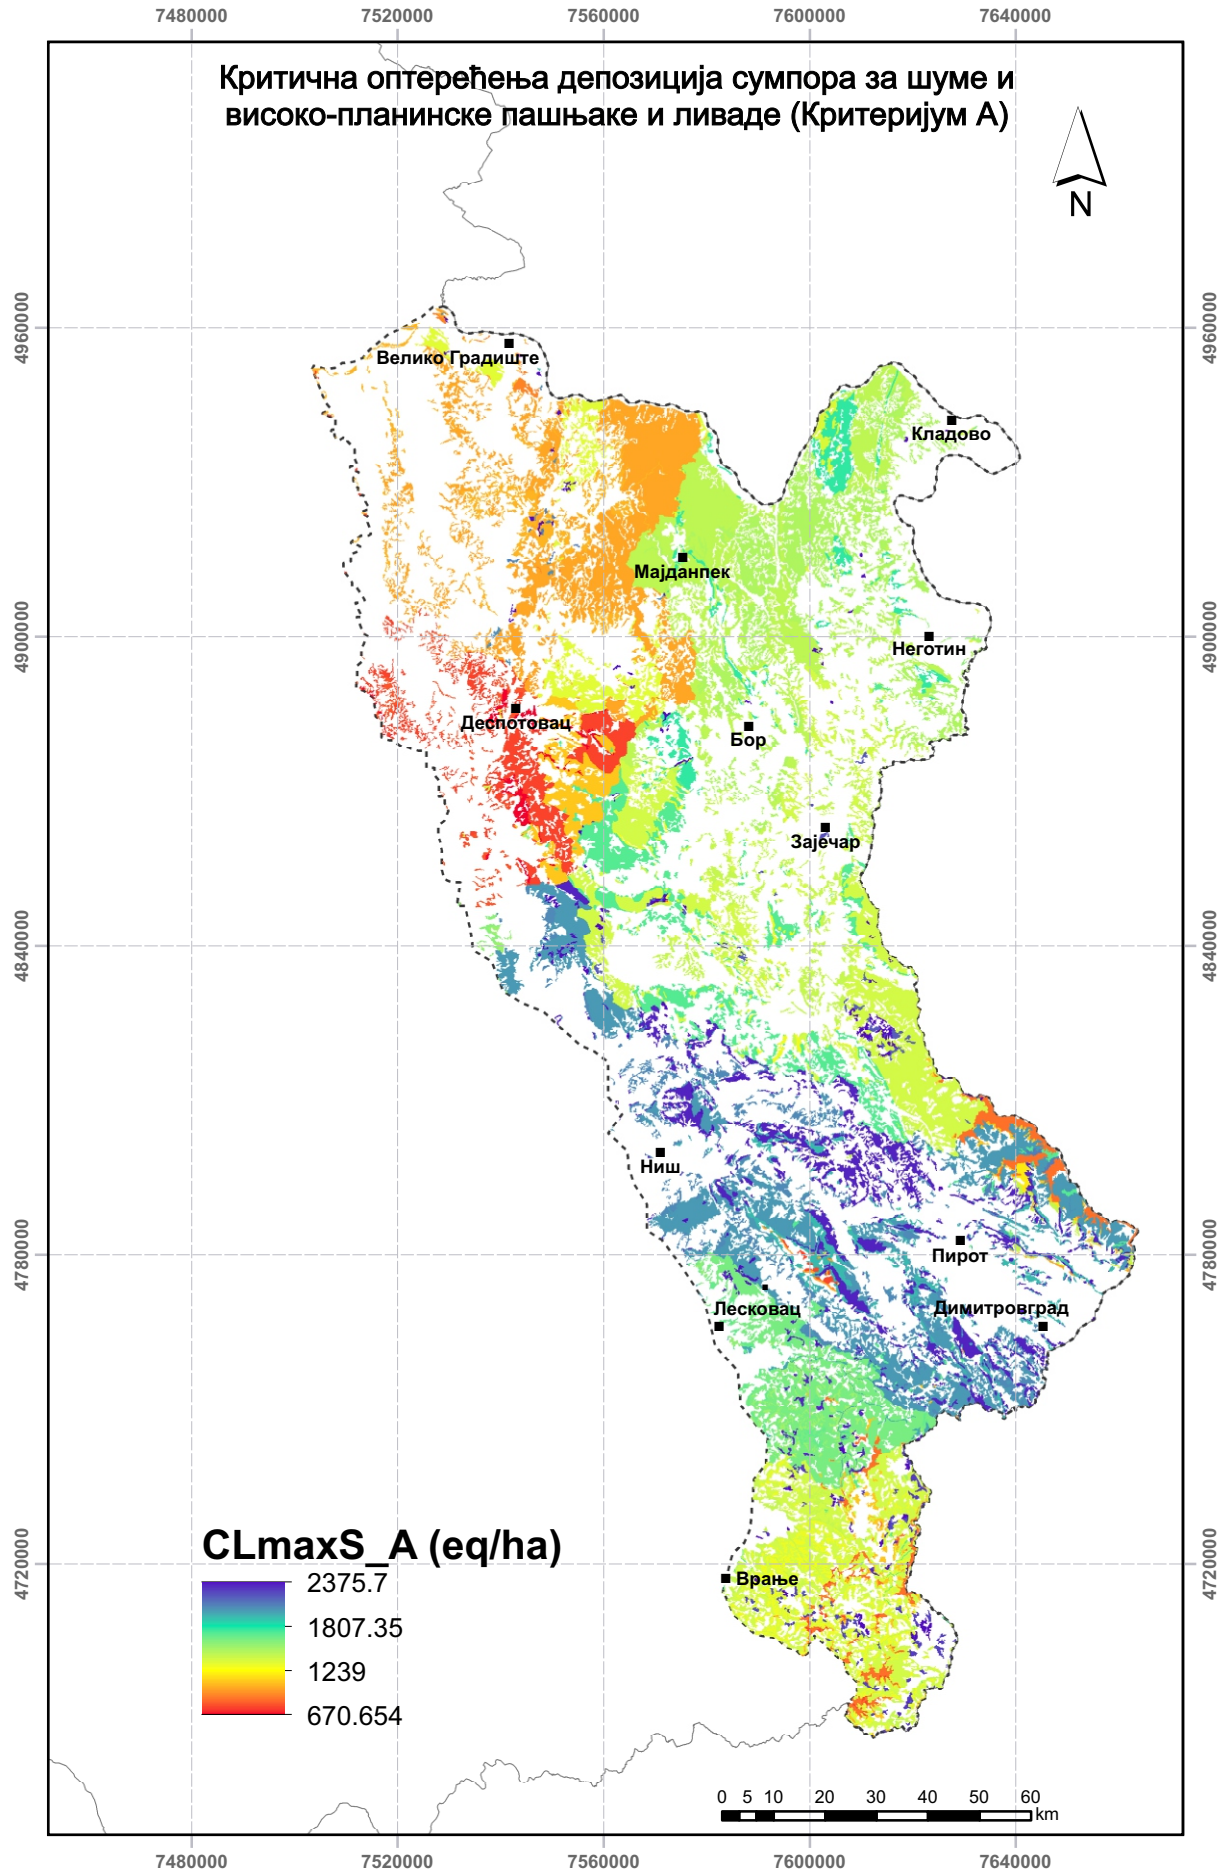 7480000 7520000 7560000 7600000 7640000
Критична оптерећења депозиција сумпора за шуме и
високо-планинске пашњаке и ливаде (Критеријум А)
N
4960000 4960000
Велико Градиште
Кладово
Мајданпек
4900000 4900000
Неготин
Деспотовац
Бор
Зајечар
4840000 4840000
Ниш
4780000 4780000
Пирот
Лесковац
Димитровград
CLmaxS_A (eq/ha)
4720000 4720000
Врање
2375.7
1807.35
1239
670.654
0 5 10 20 30 40 50 60
km
7480000 7520000 7560000 7600000 7640000